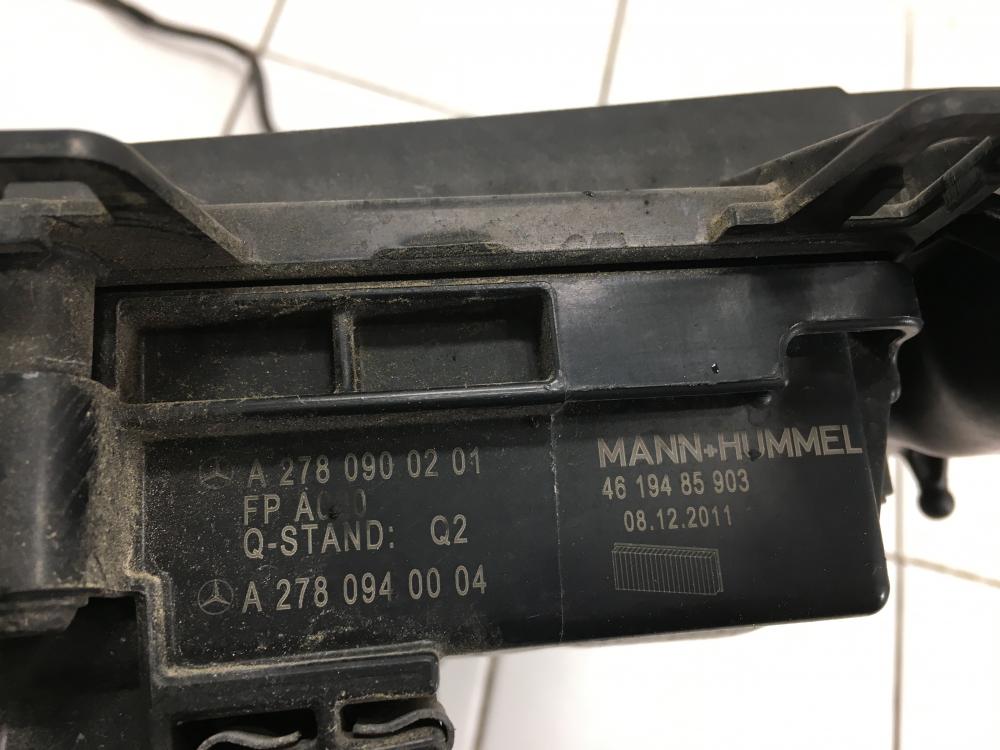 A 278 090 02 01
FP
Q-STAND: Q2
A 278 094 00 04
MANN+HUMMEL
46 194 85 903
08.12.2011